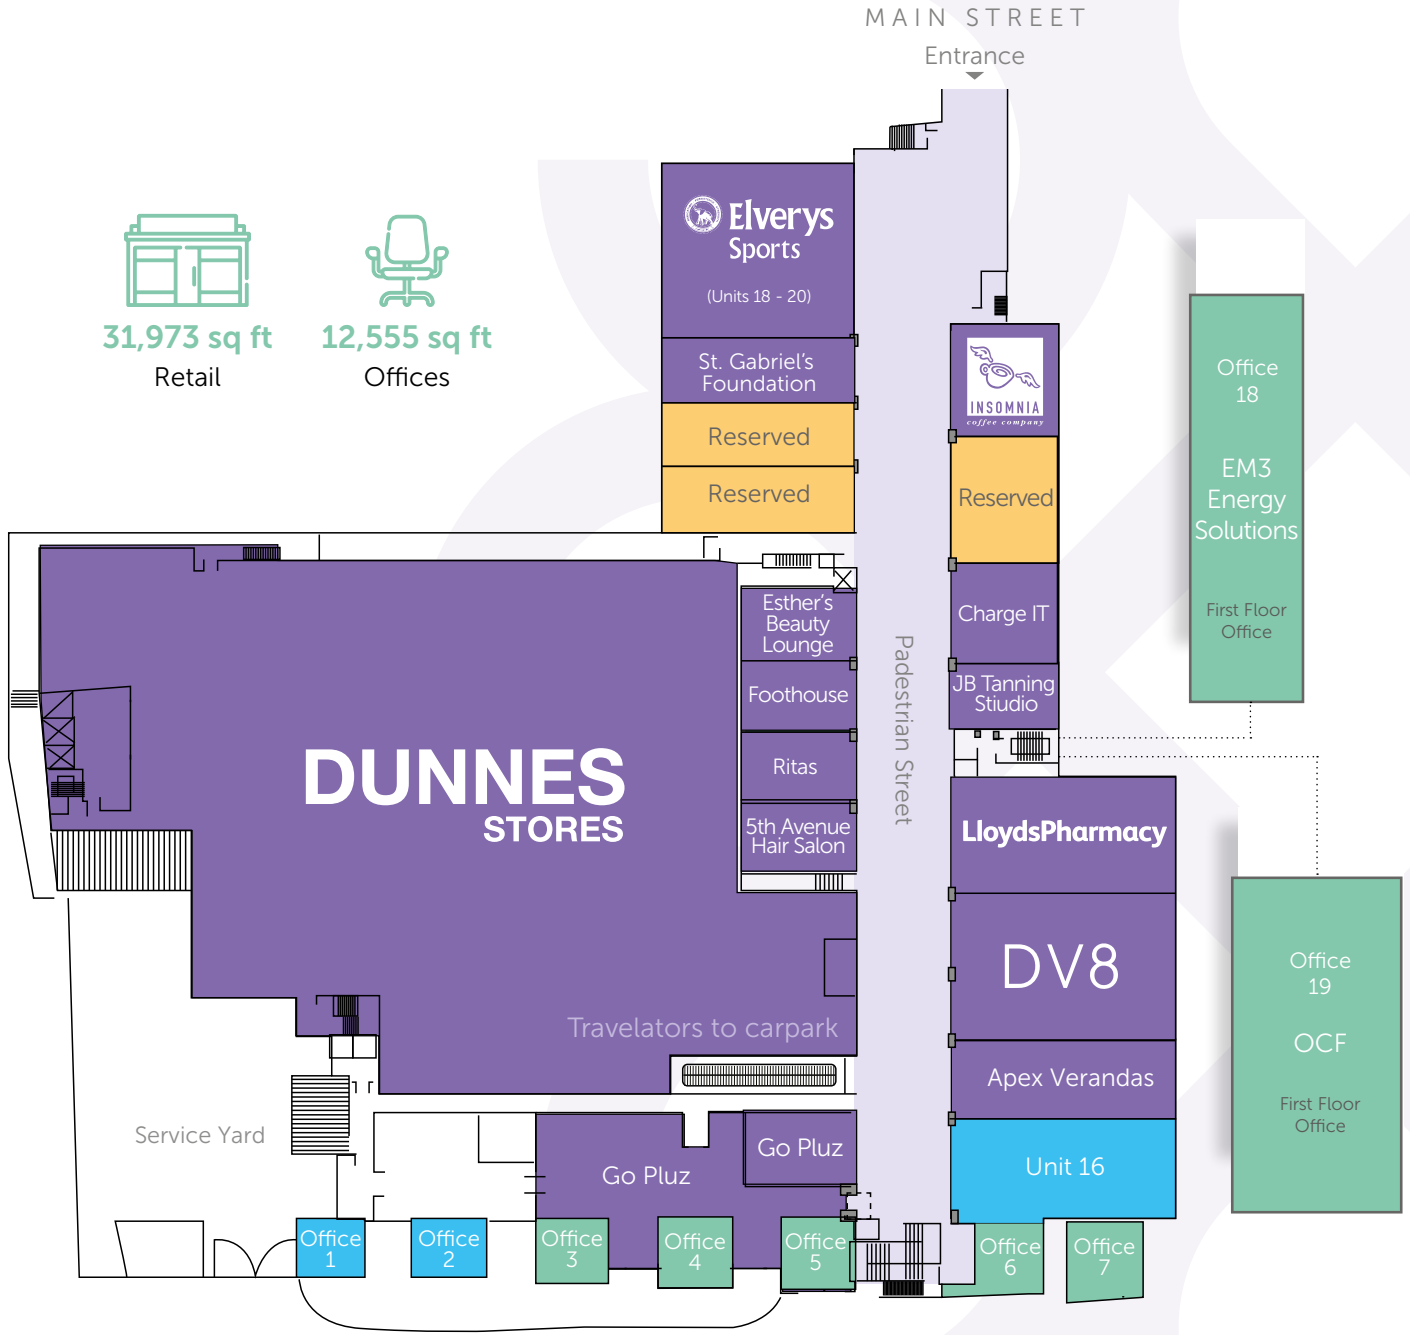 MAIN STREET
Entrance
Elverys
Sports
(Units 18 - 20)
31,973 sq ft
Retail
12,555 sq ft
Offices
St. Gabriel's
Foundation
Reserved
Reserved
INSOMNIA
coffee company
Reserved
Charge IT
JB Tanning
Stiudio
Office
18
EM3
Energy
Solutions
First Floor
Office
Esther's
Beauty
Lounge
Foothouse
Ritas
5th Avenue
Hair Salon
Padestrian Street
DUNNES
STORES
LloydsPharmacy
DV8
Travelators to carpark
Apex Verandas
Office
19
OCF
First Floor
Office
Service Yard
Go Pluz
Go Pluz
Unit 16
Office
1
Office
2
Office
3
Office
4
Office
5
Office
6
Office
7